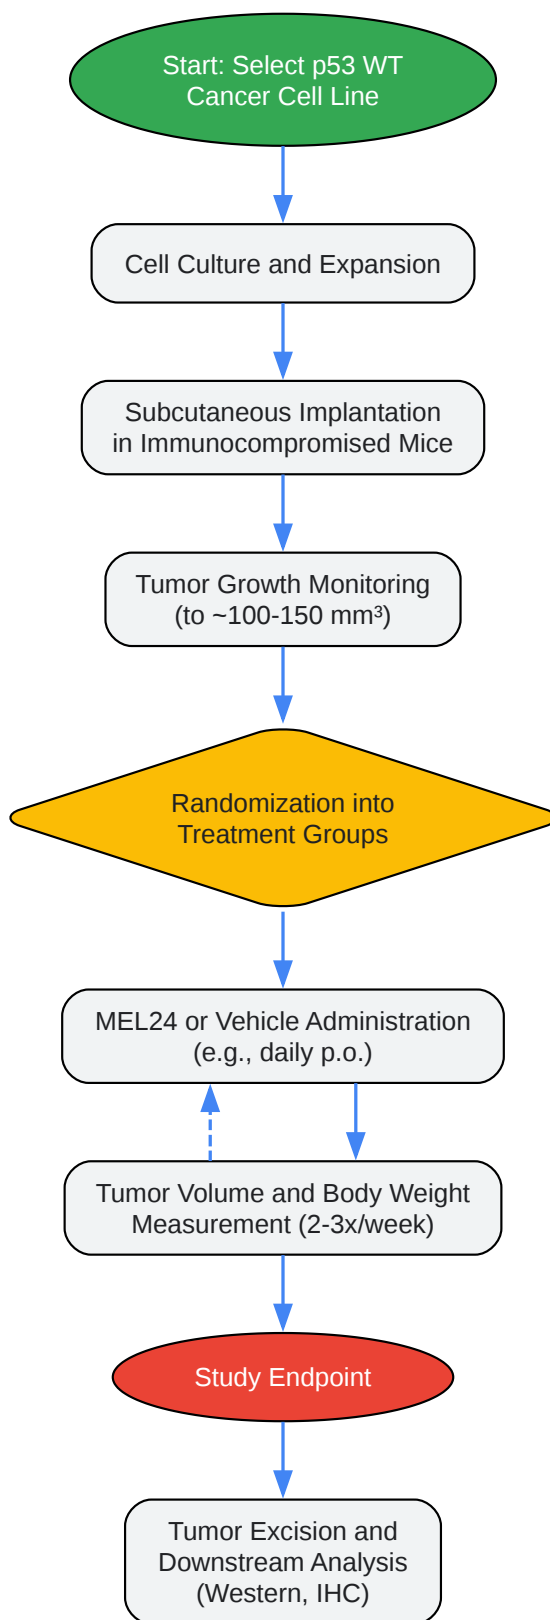 Start: Select p53 WT
Cancer Cell Line
Cell Culture and Expansion
Subcutaneous Implantation
in Immunocompromised Mice
Tumor Growth Monitoring
(to ~100-150 mm³)
Randomization into
Treatment Groups
MEL24 or Vehicle Administration
(e.g., daily p.o.)
Tumor Volume and Body Weight
Measurement (2-3x/week)
Study Endpoint
Tumor Excision and
Downstream Analysis
(Western, IHC)